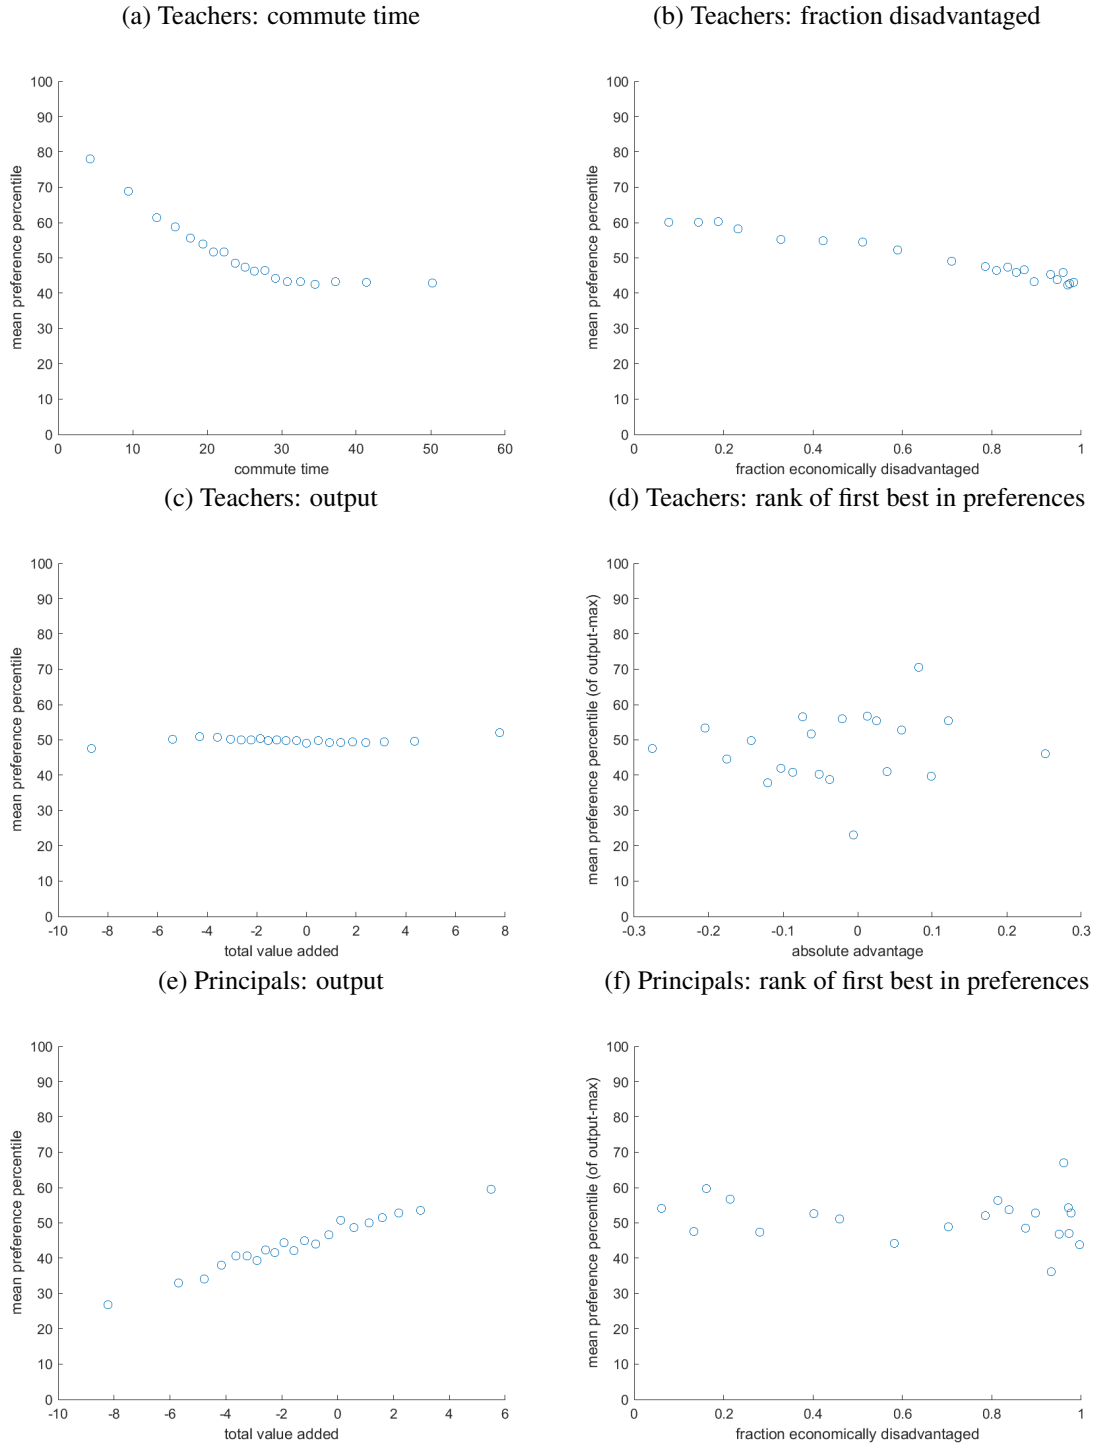 (a) Teachers: commute time
(b) Teachers: fraction disadvantaged
100
90
80
70
60
50
40
30
20
10
0
mean preference percentile
0 10 20 30 40 50 60
commute time
100
90
80
70
60
50
40
30
20
10
0
mean preference percentile
0 0.2 0.4 0.6 0.8 1
fraction economically disadvantaged
(c) Teachers: output
(d) Teachers: rank of first best in preferences
100
90
80
70
60
50
40
30
20
10
0
mean preference percentile
-10 -8 -6 -4 -2 0 2 4 6 8
total value added
100
90
80
70
60
50
40
30
20
10
0
mean preference percentile (of output-max)
-0.3 -0.2 -0.1 0 0.1 0.2 0.3
absolute advantage
(e) Principals: output
(f) Principals: rank of first best in preferences
100
90
80
70
60
50
40
30
20
10
0
mean preference percentile
-10 -8 -6 -4 -2 0 2 4 6
total value added
100
90
80
70
60
50
40
30
20
10
0
mean preference percentile (of output-max)
0 0.2 0.4 0.6 0.8 1
fraction economically disadvantaged